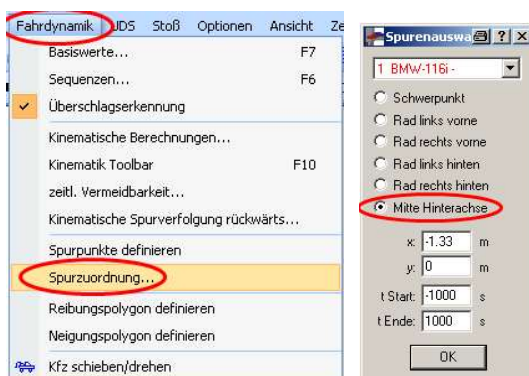 Fahrdynamik UDS Stoß Optionen Ansicht Ze
Basiswerte... F7
Sequenzen... F6
Überschlagserkennung
Kinematische Berechnungen...
Kinematik Toolbar F10
zeitl. Vermeidbarkeit...
Kinematische Spurverfolgung rückwärts...
Spurpunkte definieren
Spurzuordnung...
Reibungspolygon definieren
Neigungspolygon definieren
Kfz schieben/drehen
Spurenauswa
1 BMW-116i -
Schwerpunkt
Rad links vorne
Rad rechts vorne
Rad links hinten
Rad rechts hinten
Mitte Hinterachse
x: -1.33 m
y: 0 m
t Start: -1000 s
t Ende: 1000 s
OK